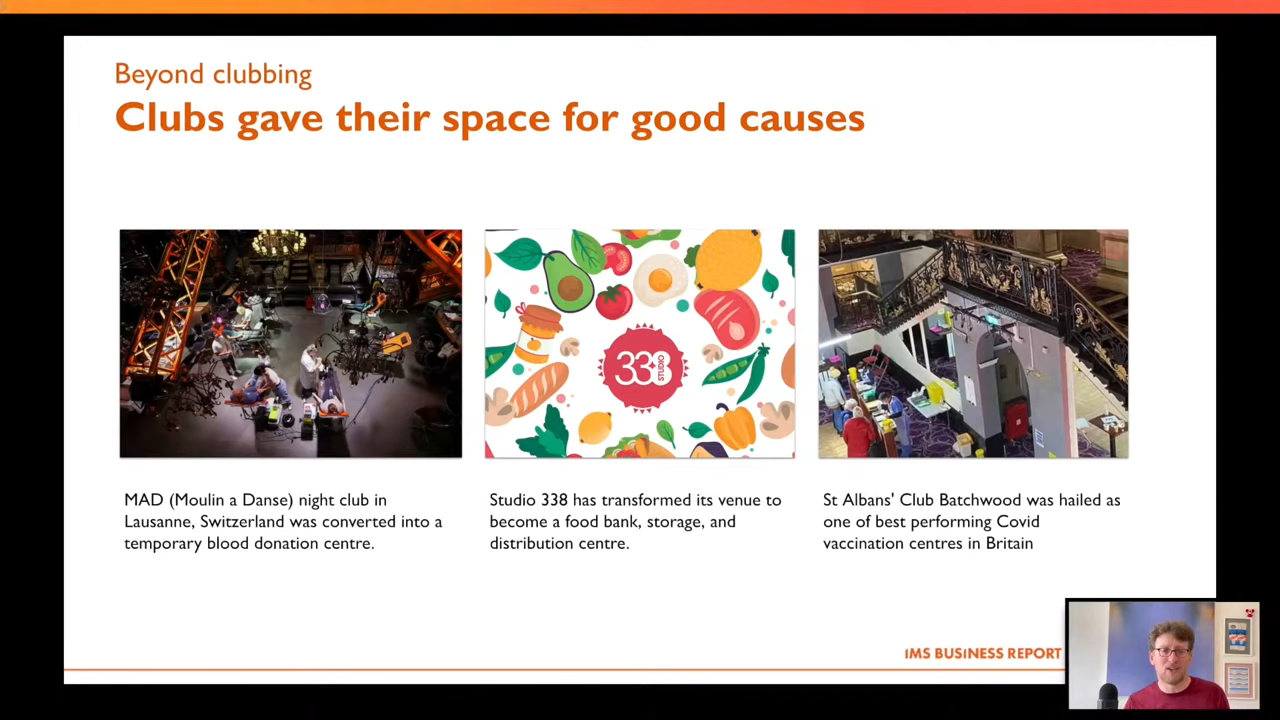 Beyond clubbing
Clubs gave their space for good causes
338
STUDIO
MAD (Moulin a Danse) night club in
Lausanne, Switzerland was converted into a
temporary blood donation centre.
Studio 338 has transformed its venue to
become a food bank, storage, and
distribution centre.
St Albans' Club Batchwood was hailed as
one of best performing Covid
vaccination centres in Britain
IMS BUSINESS REPORT